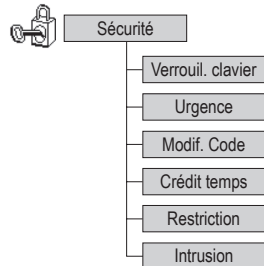 Sécurité
Verrouil. clavier
Urgence
Modif. Code
Crédit temps
Restriction
Intrusion